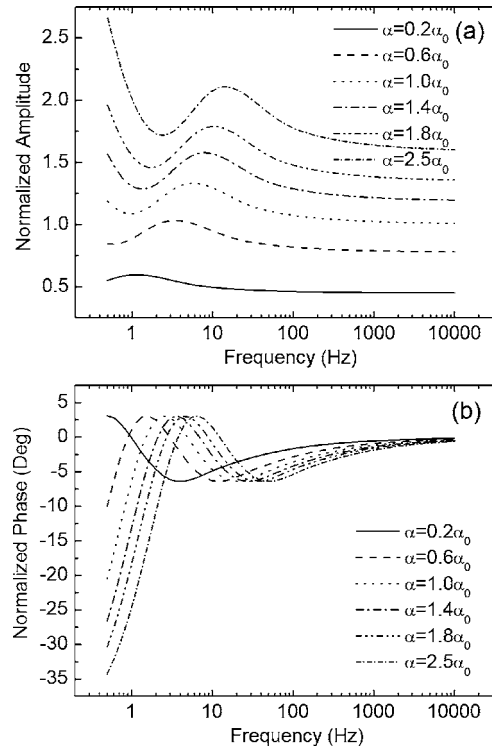 (a)
Normalized Amplitude
2.5
2.0
1.5
1.0
0.5
α=0.2α₀
α=0.6α₀
α=1.0α₀
α=1.4α₀
α=1.8α₀
α=2.5α₀
1 10 100 1000 10000
Frequency (Hz)
(b)
Normalized Phase (Deg)
5
0
-5
-10
-15
-20
-25
-30
-35
α=0.2α₀
α=0.6α₀
α=1.0α₀
α=1.4α₀
α=1.8α₀
α=2.5α₀
1 10 100 1000 10000
Frequency (Hz)